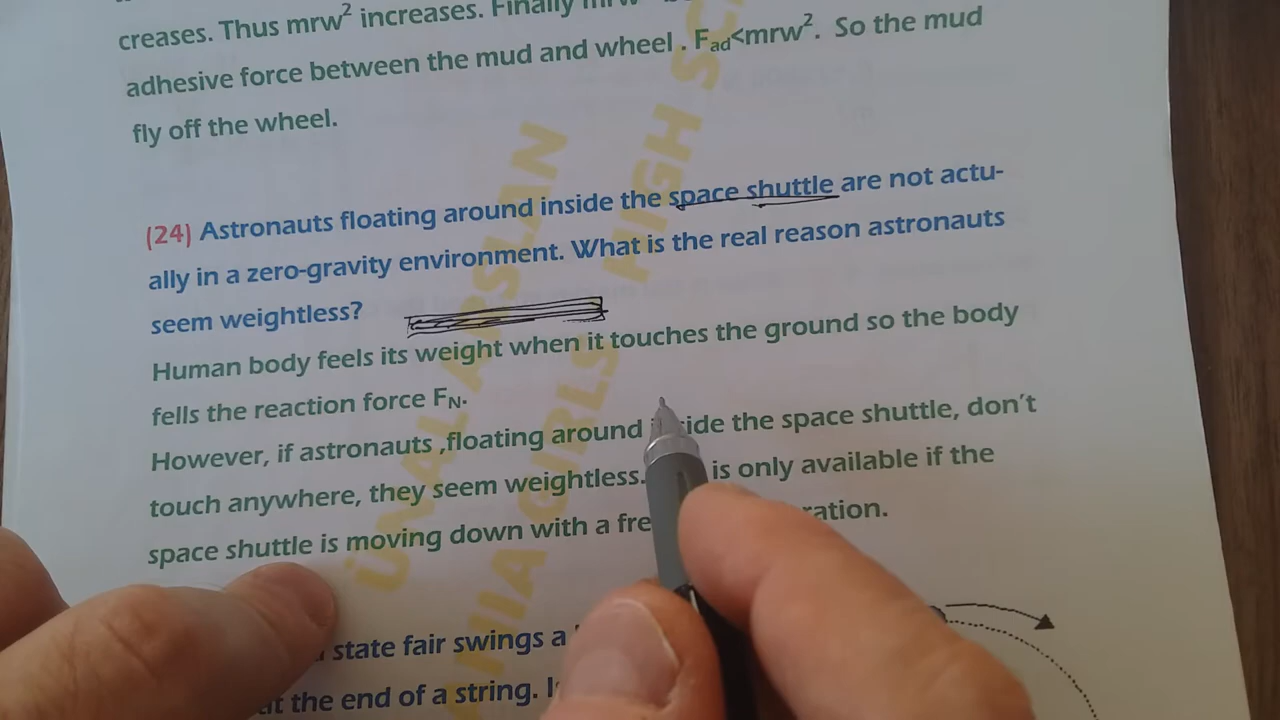 creases. Thus mrw² increases. Finally
adhesive force between the mud and wheel . Fad<mrw². So the mud
fly off the wheel.
(24) Astronauts floating around inside the space shuttle are not actu-
ally in a zero-gravity environment. What is the real reason astronauts
seem weightless?
Human body feels its weight when it touches the ground so the body
fells the reaction force FN.
However, if astronauts ,floating around the space shuttle, don't
touch anywhere, they seem weightless. is only available if the
space shuttle is moving down with a
state fair swings a
the end of a string.
ÜNAL APSLAN
GIRLS HIGH